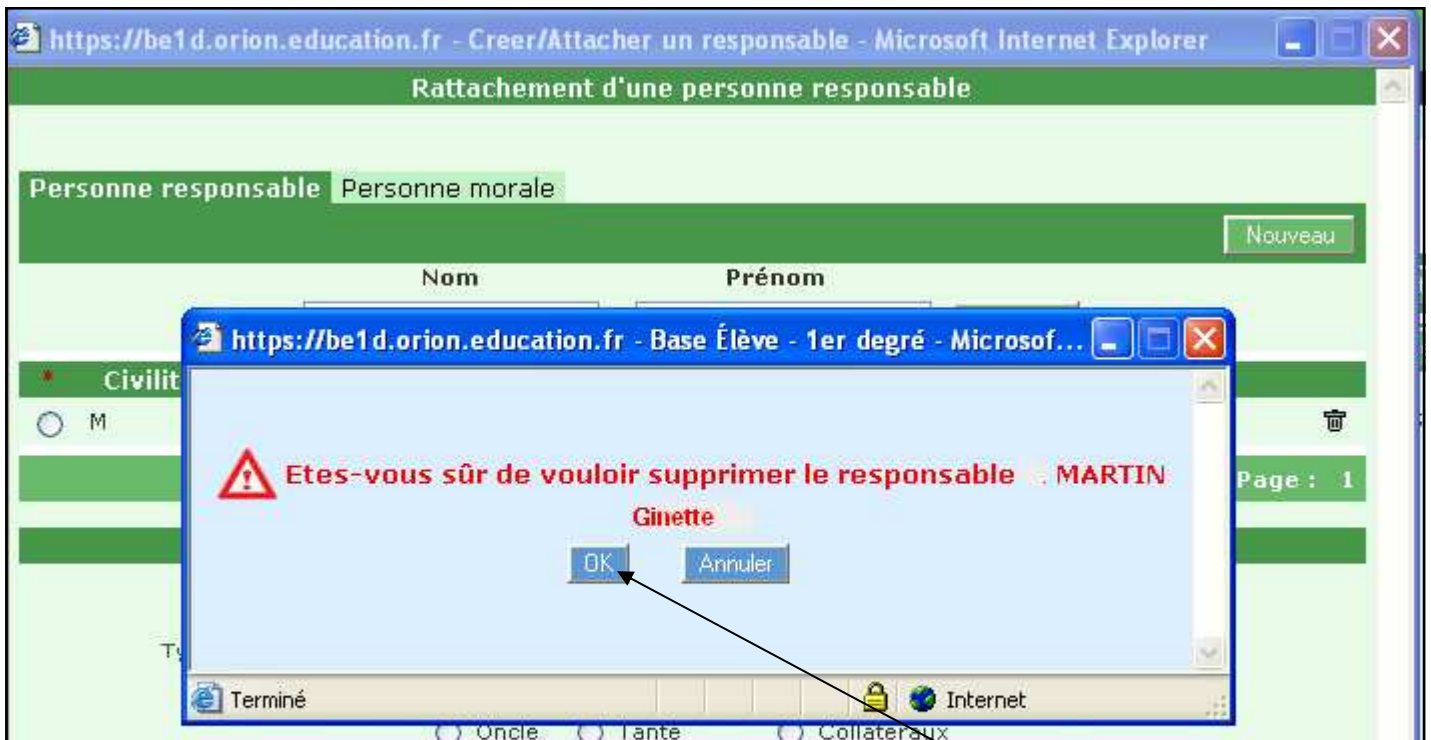 https://be1d.orion.education.fr - Creer/Attacher un responsable - Microsoft Internet Explorer
Rattachement d'une personne responsable
Personne responsable Personne morale
Nouveau
Nom Prénom
https://be1d.orion.education.fr - Base Élève - 1er degré - Microsof...
* Civilit
M
Etes-vous sûr de vouloir supprimer le responsable . MARTIN
Ginette
Page : 1
OK Annuler
Terminé Internet
Oncle Tante Collateraux